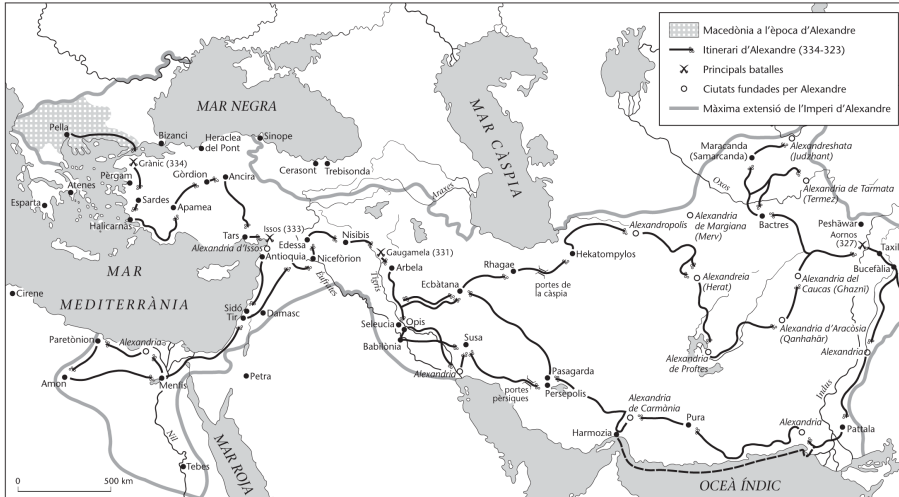 Macedònia a l'època d'Alexandre
Itinerari d'Alexandre (334-323)
Principals batalles
Ciutats fundades per Alexandre
Màxima extensió de l'Imperi d'Alexandre
MAR NEGRA
MAR CÀSPIA
Pella
Bizanci
Heraclea
del Pont
Sinope
Cerasont
Trebisonda
Grànic (334)
Pèrgam
Gòrdion
Ancira
Atenes
Esparta
Sardes
Apamea
Halicarnàs
Araxes
Oxos
Maracanda
(Samarcanda)
Alexandreshata
(Judzhant)
Alexandria de Tarmata
(Termez)
Alexandria
de Margiana
(Merv)
Alexandropolis
Bactres
Peshàwar
Aornos
(327)
Taxil
Bucefàlia
Tars
Issos (333)
Alexandria d'Issos
Antioquia
Edessa
Nisibis
Nicefòrion
Gaugamela (331)
Arbela
Eufrates
Tigris
Rhagae
Hekatompylos
portes de
la càspia
Ecbàtana
Alexandreia
(Herat)
Alexandria del
Caucas (Ghazni)
Alexandria d'Aracòsia
(Qanhahâr)
Alexandria
de Proftes
Alexandria
MAR
MEDITERRÀNIA
Cirene
Sidó
Tir
Damasc
Paretònion
Alexandria
Amon
Memfis
Petra
Nil
Tebes
MAR ROJA
Seleucia
Opis
Babilònia
Susa
Alexandria
portes
pèrsiques
Pasagarda
Persèpolis
Harmozia
Alexandria
de Carmània
Pura
Alexandria
Indus
Pattala
OCEÀ ÍNDIC
0
500 km